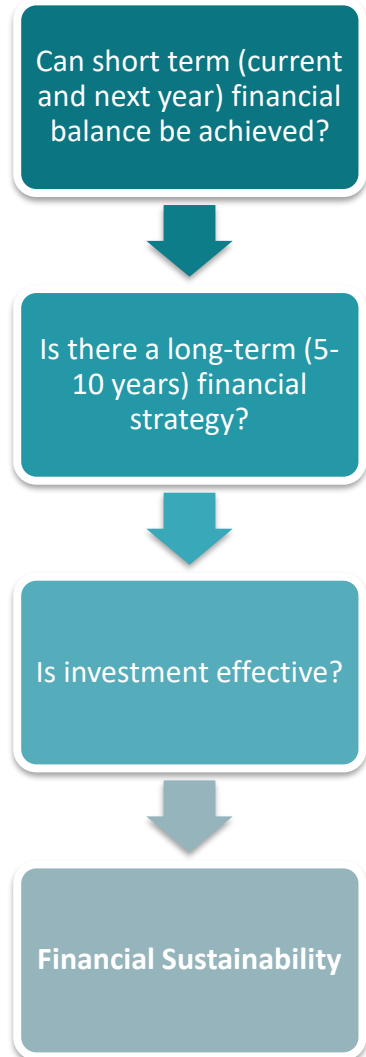 Can short term (current
and next year) financial
balance be achieved?
Is there a long-term (5-
10 years) financial
strategy?
Is investment effective?
Financial Sustainability